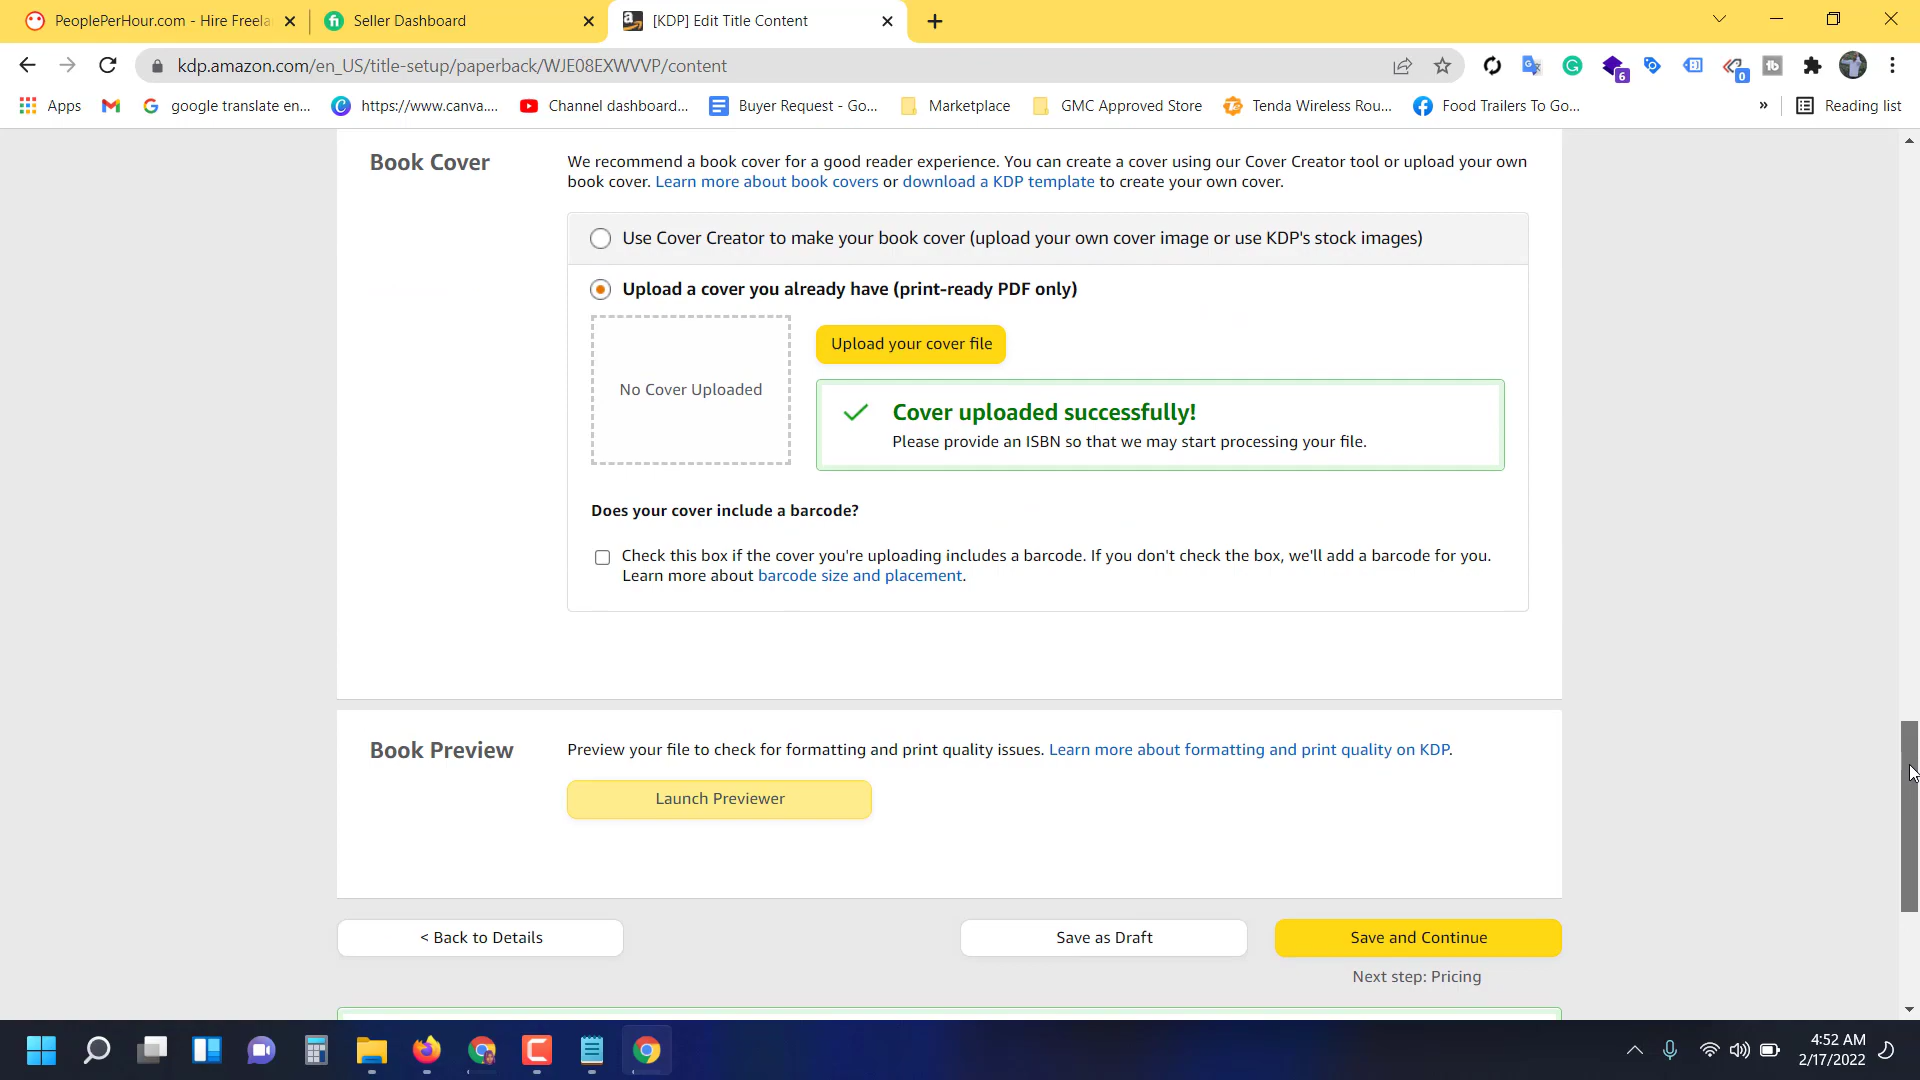 PeoplePerHour.com - Hire Freela
Seller Dashboard
[KDP] Edit Title Content
kdp.amazon.com/en_US/title-setup/paperback/WJE08EXWVVP/content
6
0
Apps
google translate en...
https://www.canva....
Channel dashboard...
Buyer Request - Go...
Marketplace
GMC Approved Store
Tenda Wireless Rou...
Food Trailers To Go...
»
Reading list
Book Cover
We recommend a book cover for a good reader experience. You can create a cover using our Cover Creator tool or upload your own
book cover. Learn more about book covers or download a KDP template to create your own cover.
Use Cover Creator to make your book cover (upload your own cover image or use KDP's stock images)
Upload a cover you already have (print-ready PDF only)
Upload your cover file
No Cover Uploaded
Cover uploaded successfully!
Please provide an ISBN so that we may start processing your file.
Does your cover include a barcode?
Check this box if the cover you're uploading includes a barcode. If you don't check the box, we'll add a barcode for you.
Learn more about barcode size and placement.
Book Preview
Preview your file to check for formatting and print quality issues. Learn more about formatting and print quality on KDP.
Launch Previewer
< Back to Details
Save as Draft
Save and Continue
Next step: Pricing
4:52 AM
2/17/2022